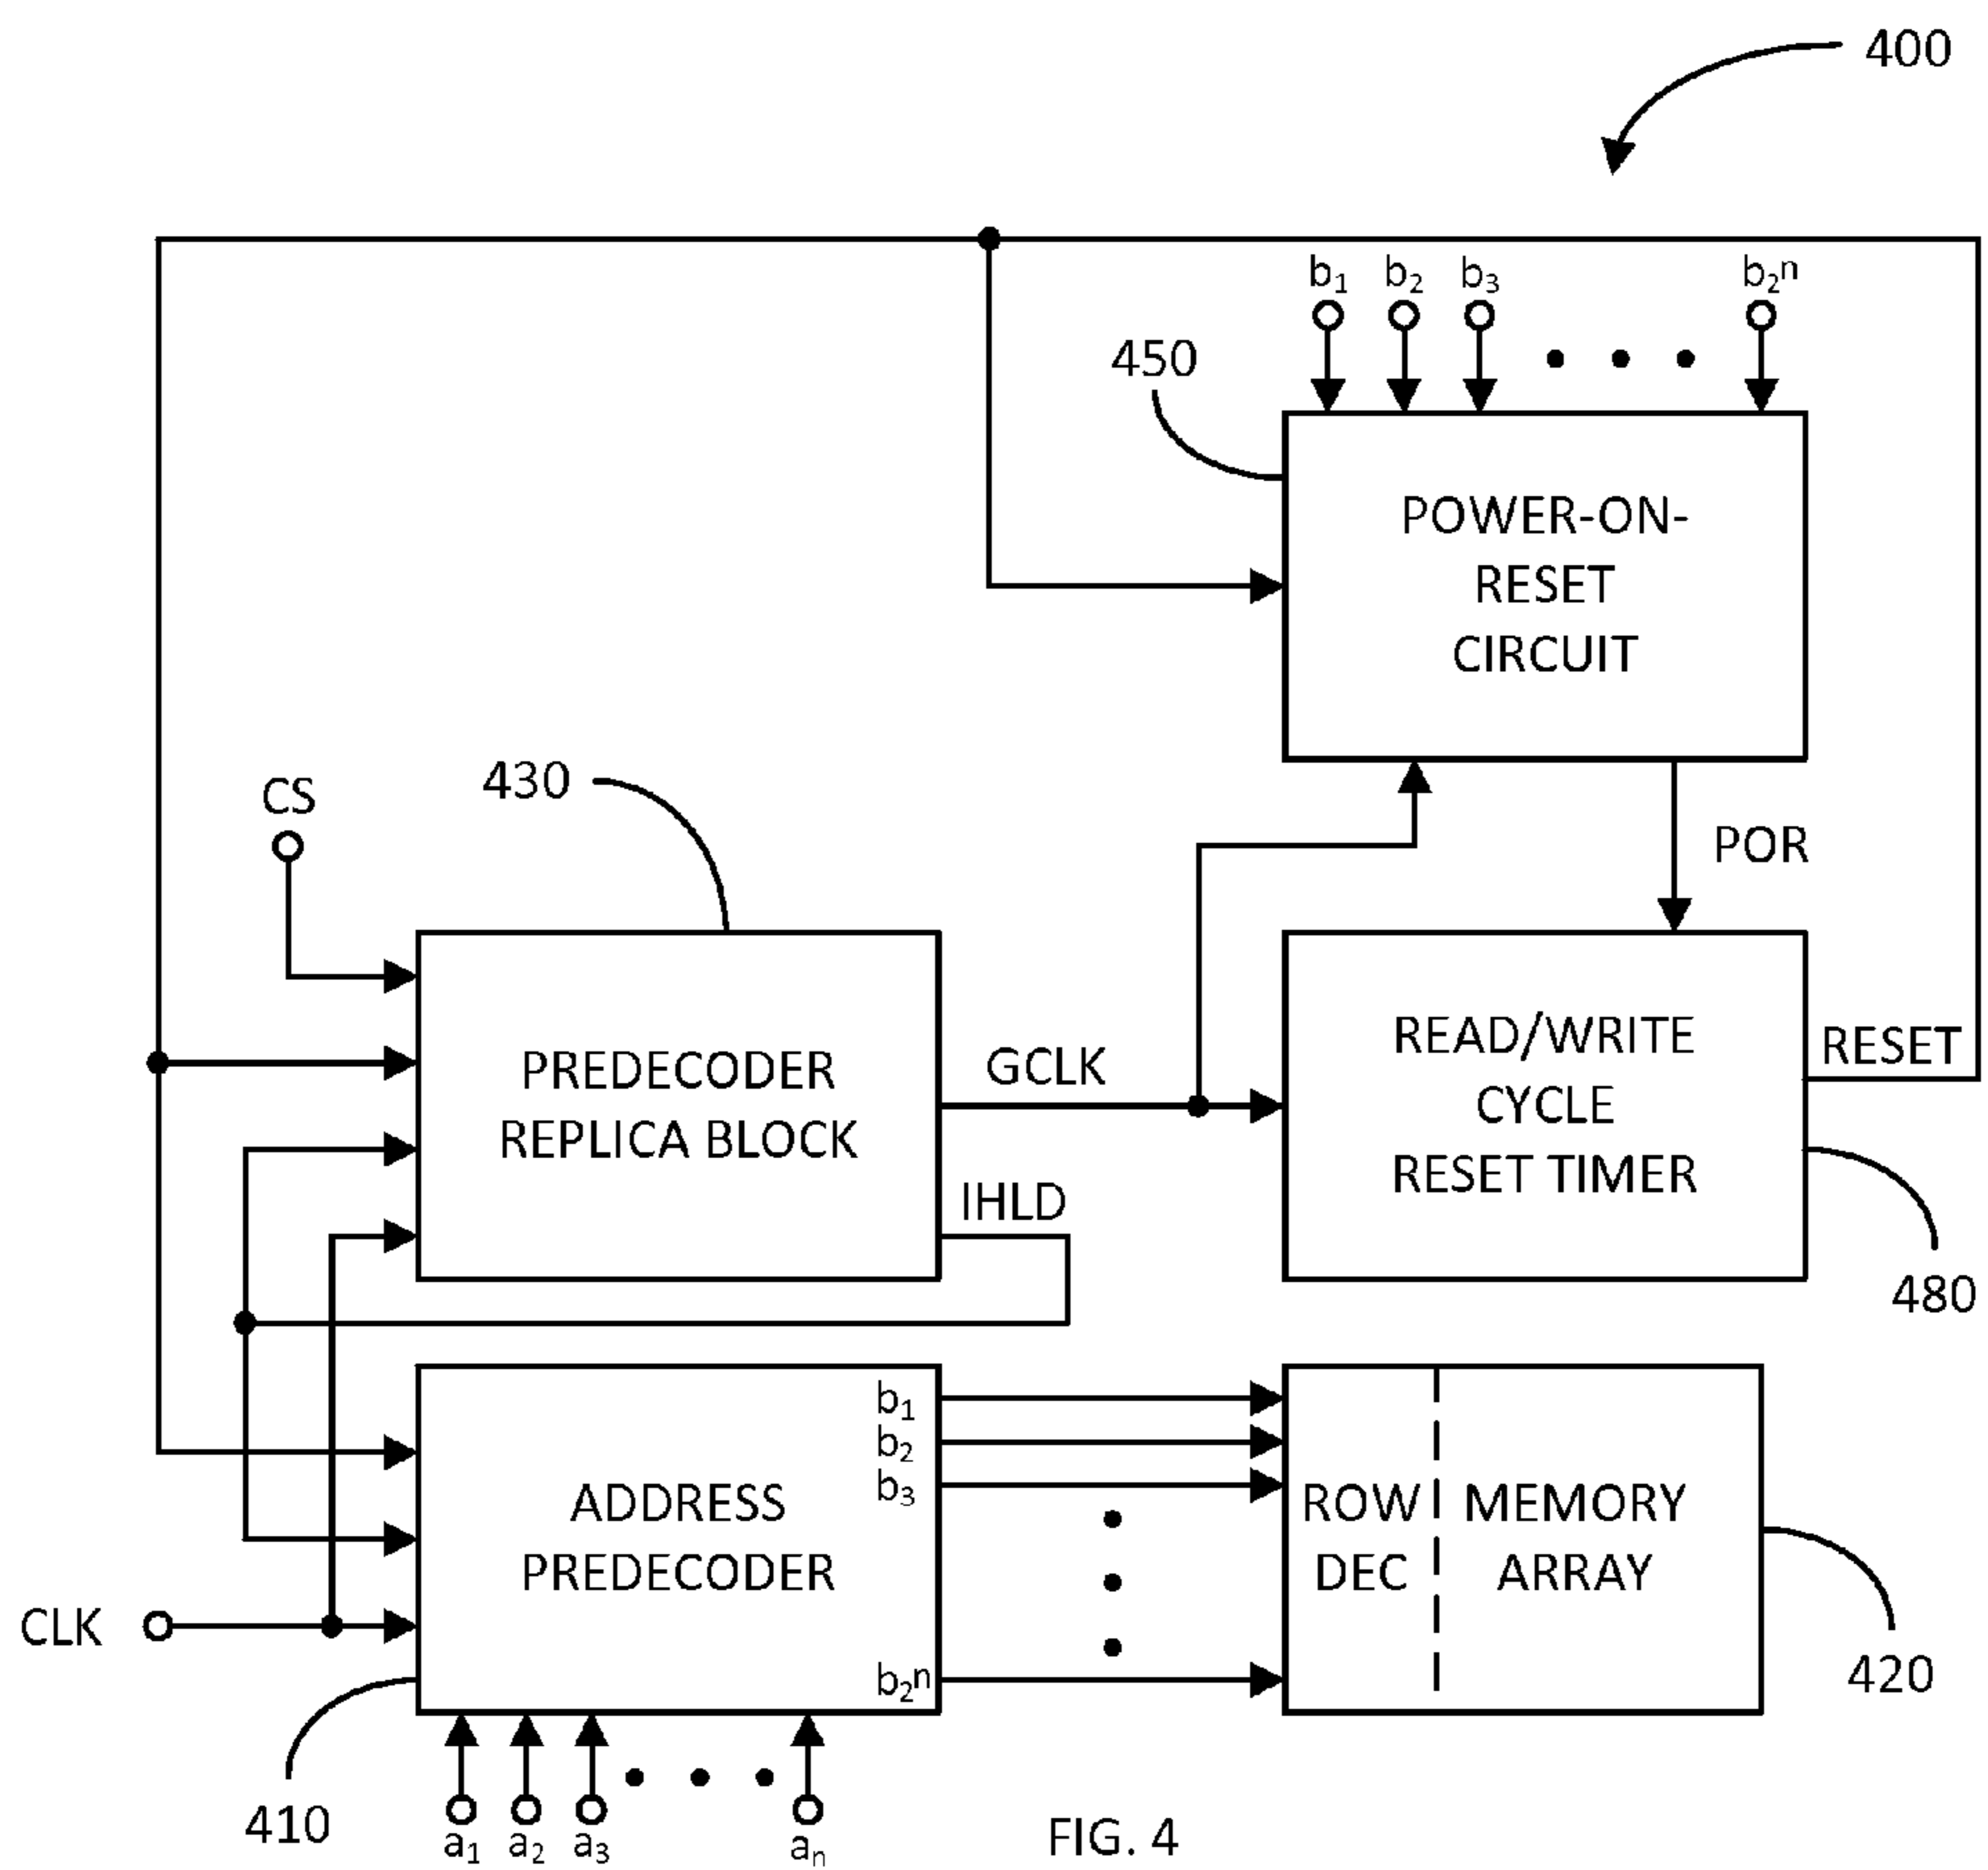 400
b₁ b₂ b₃ b₂ⁿ
450
POWER-ON-
RESET
CIRCUIT
CS
430
POR
PREDECODER
REPLICA BLOCK
GCLK
IHLD
READ/WRITE
CYCLE
RESET TIMER
RESET
480
ADDRESS
PREDECODER
b₁
b₂
b₃
b₂ⁿ
ROW
DEC
MEMORY
ARRAY
CLK
420
410
a₁ a₂ a₃ aₙ
FIG. 4